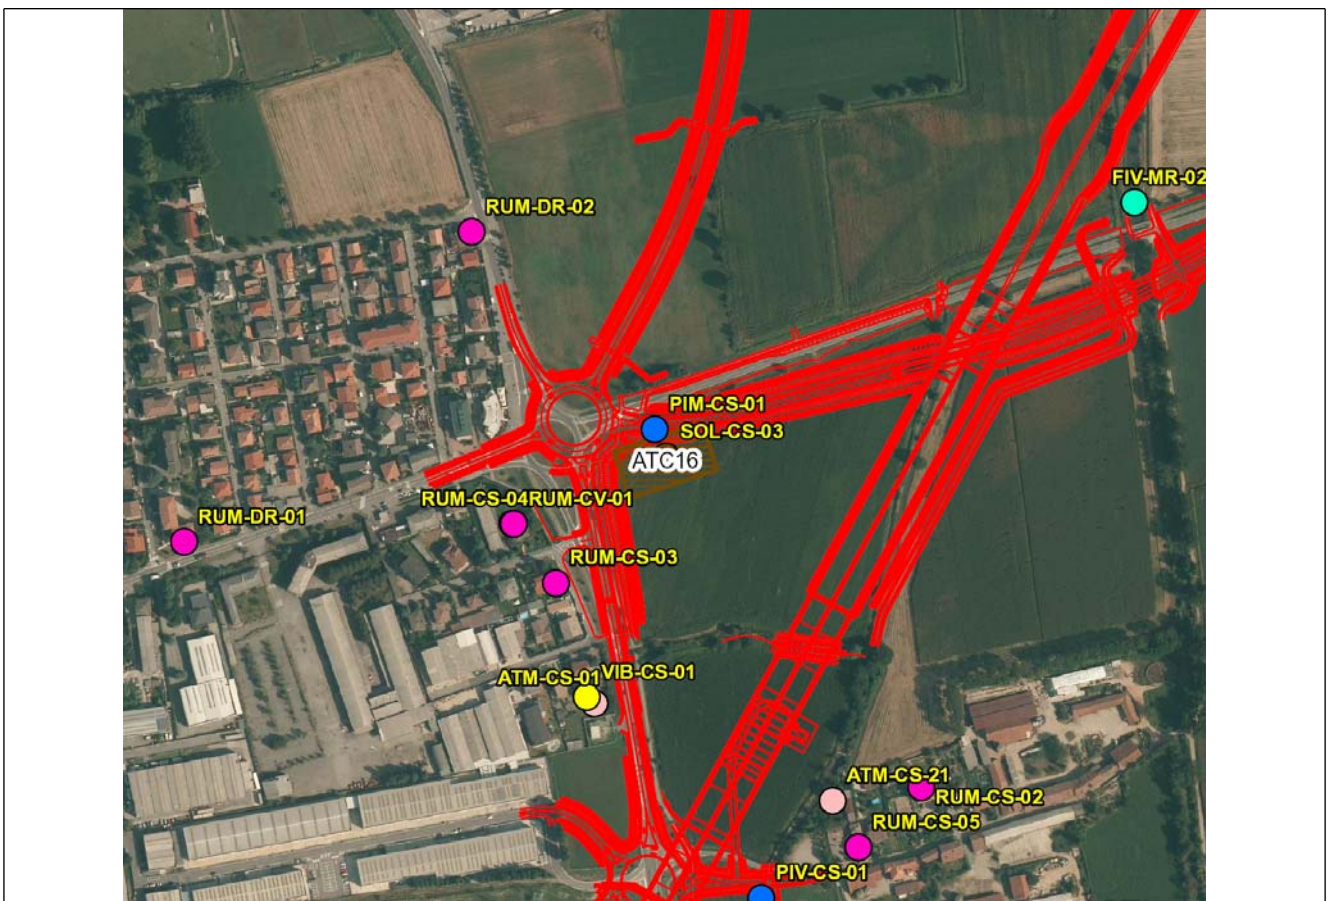 FIV-MR-02
RUM-DR-02
PIM-CS-01
SOL-CS-03
ATC16
RUM-CS-04RUM-CV-01
RUM-DR-01
RUM-CS-03
ATM-CS-01 VIB-CS-01
ATM-CS-21
RUM-CS-02
RUM-CS-05
PIV-CS-01